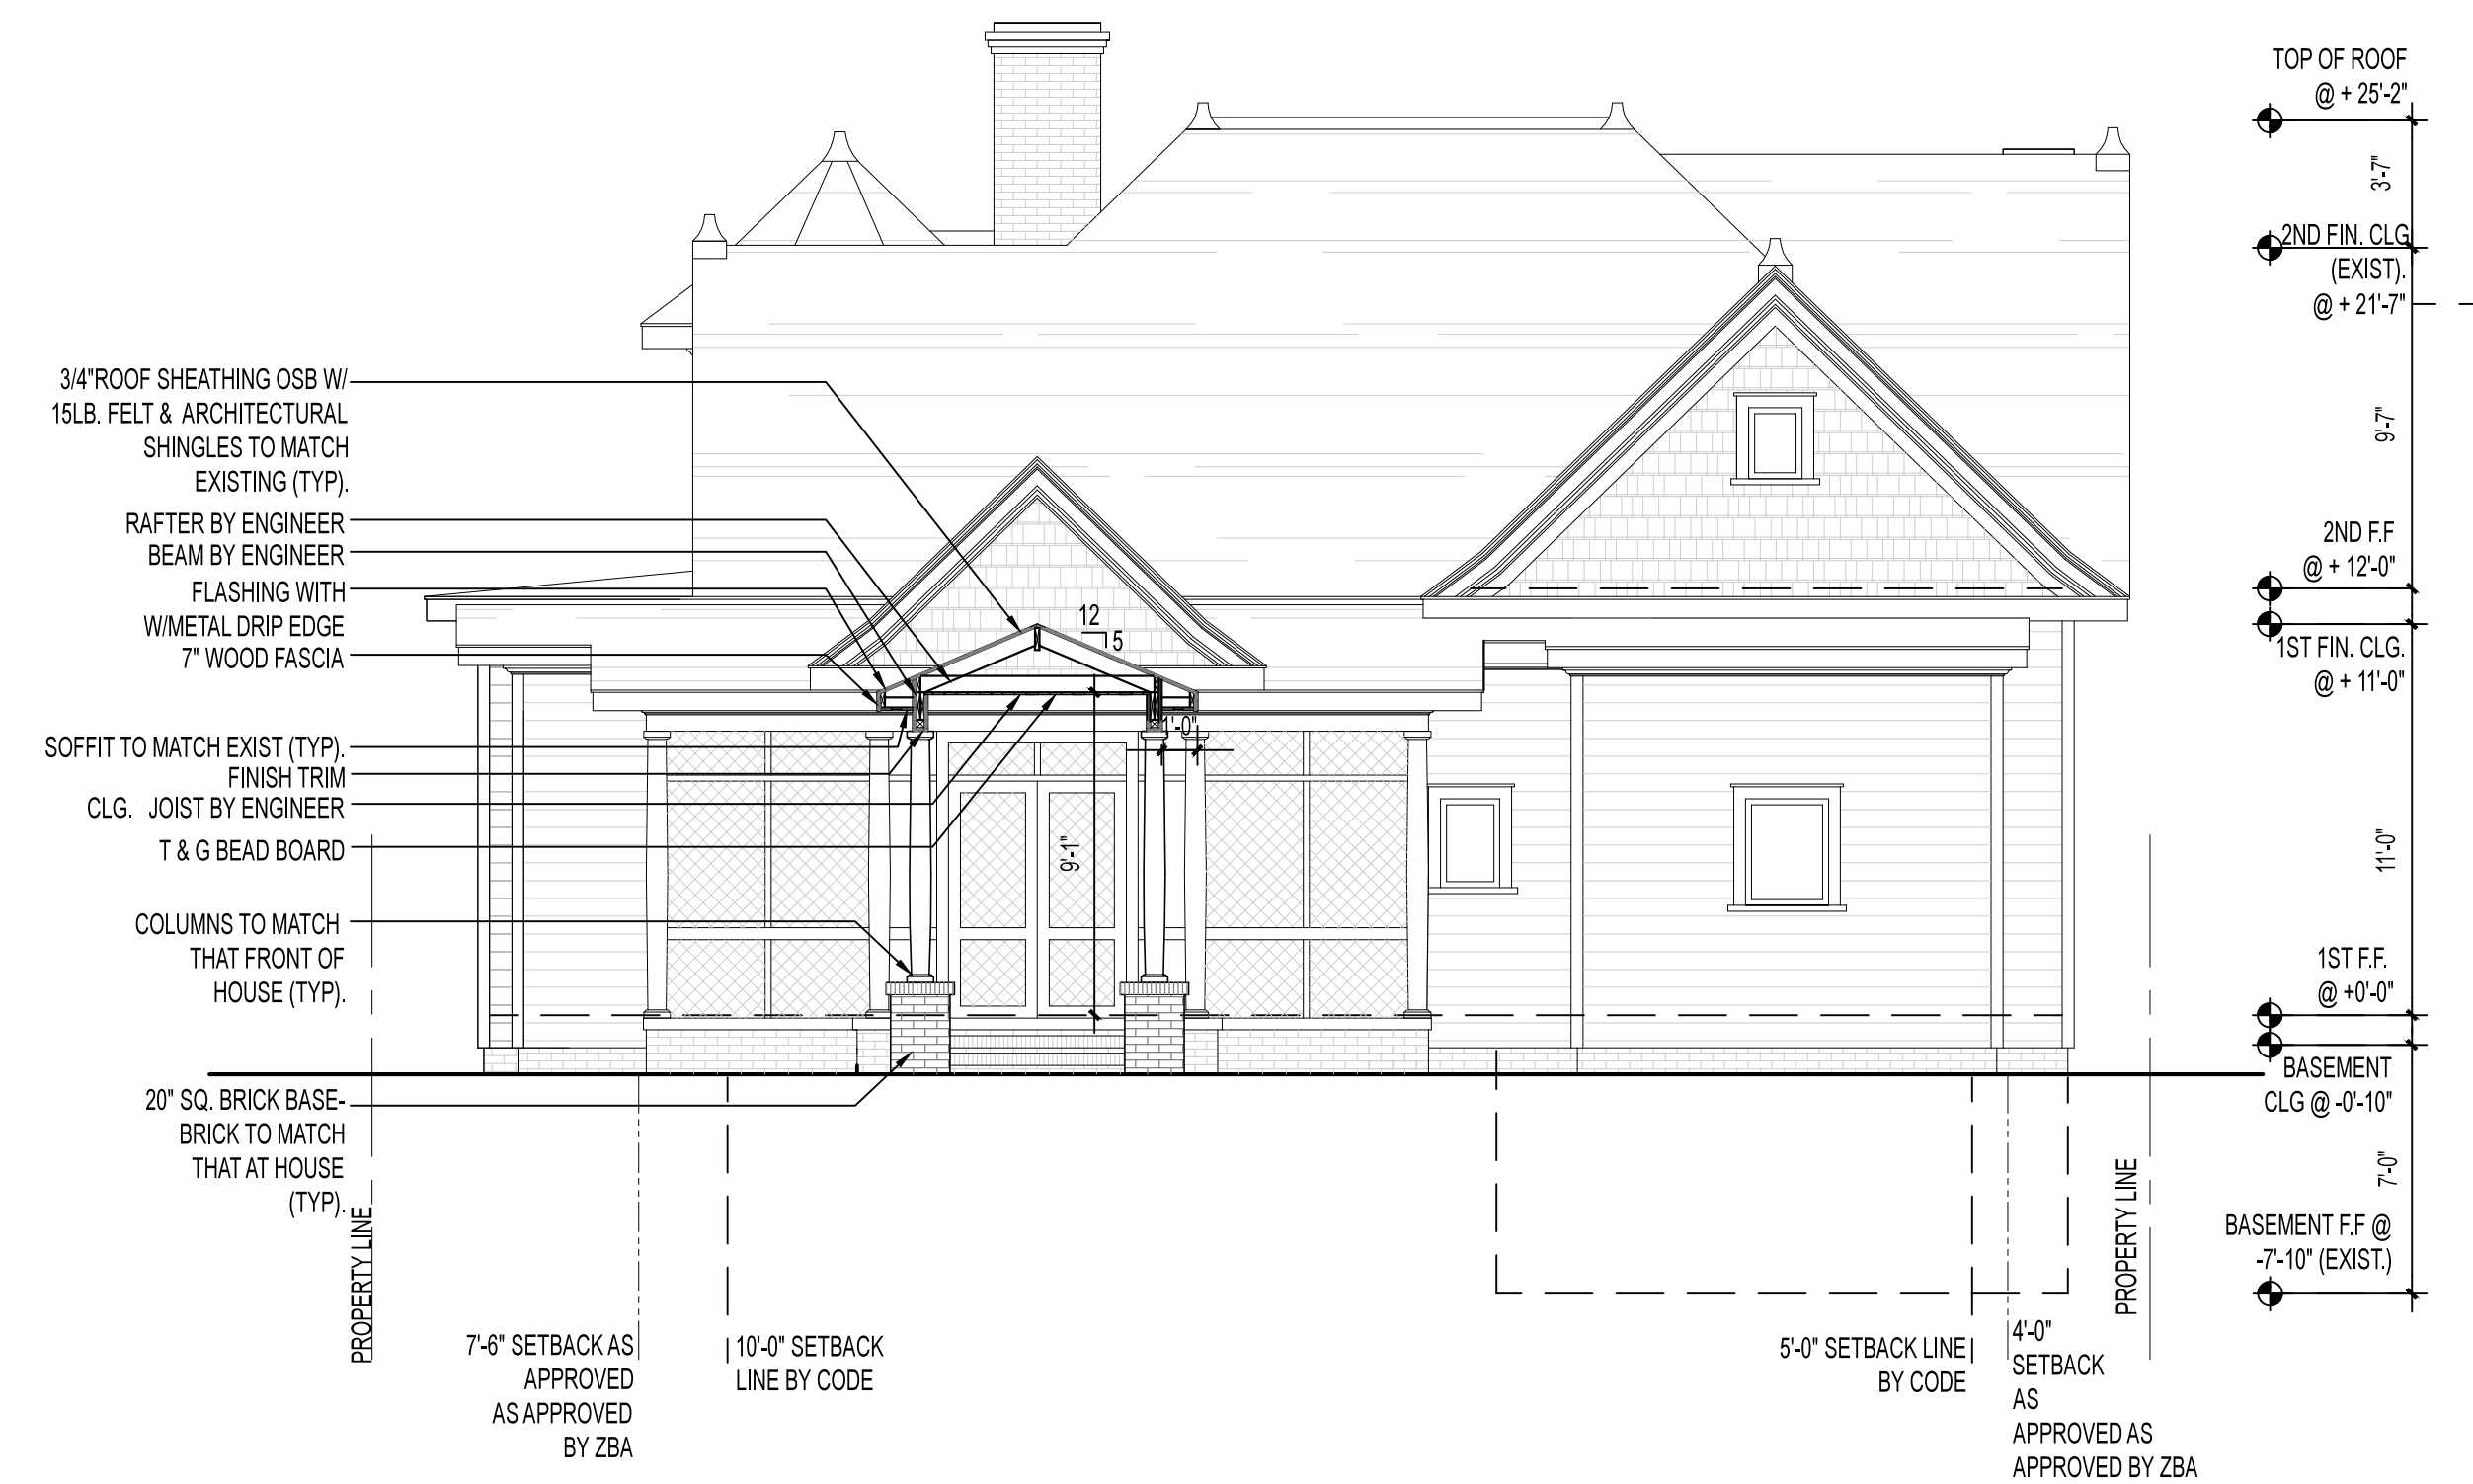 3/4"ROOF SHEATHING OSB W/
15LB. FELT & ARCHITECTURAL
SHINGLES TO MATCH
EXISTING (TYP).
RAFTER BY ENGINEER
BEAM BY ENGINEER
FLASHING WITH
W/METAL DRIP EDGE
7" WOOD FASCIA
SOFFIT TO MATCH EXIST (TYP).
FINISH TRIM
CLG. JOIST BY ENGINEER
T & G BEAD BOARD
COLUMNS TO MATCH
THAT FRONT OF
HOUSE (TYP).
20" SQ. BRICK BASE-
BRICK TO MATCH
THAT AT HOUSE
(TYP).
PROPERTY LINE
7'-6" SETBACK AS
APPROVED
AS APPROVED
BY ZBA
10'-0" SETBACK
LINE BY CODE
12
5
1'-0"
9'-1"
5'-0" SETBACK LINE
BY CODE
4'-0"
SETBACK
AS
APPROVED AS
APPROVED BY ZBA
PROPERTY LINE
TOP OF ROOF
@ + 25'-2"
3'-7"
2ND FIN. CLG
(EXIST).
@ + 21'-7"
9'-7"
2ND F.F
@ + 12'-0"
1ST FIN. CLG.
@ + 11'-0"
11'-0"
1ST F.F.
@ +0'-0"
BASEMENT
CLG @ -0'-10"
7'-0"
BASEMENT F.F @
-7'-10" (EXIST.)